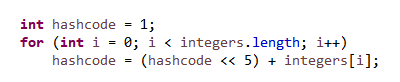 int hashcode = 1;
for (int i = 0; i < integers.length; i++)
    hashcode = (hashcode << 5) + integers[i];